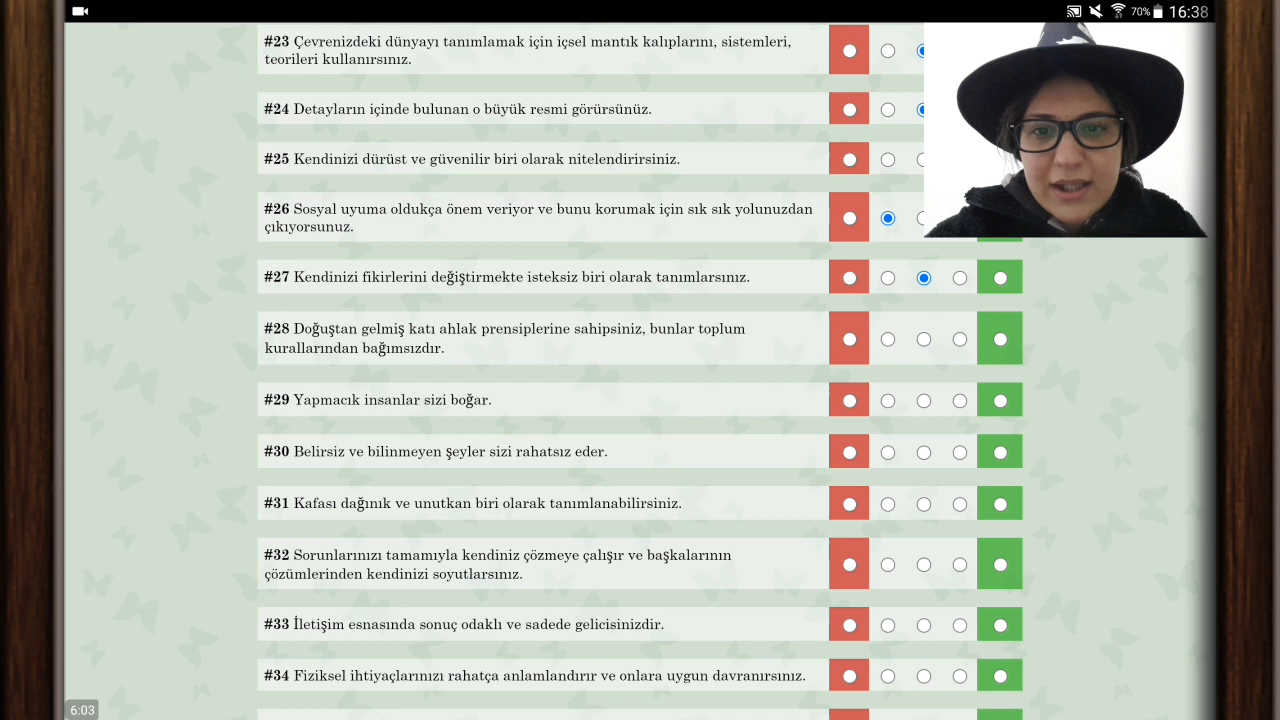 70% 16:38
#23 Çevrenizdeki dünyayı tanımlamak için içsel mantık kalıplarını, sistemleri,
teorileri kullanırsınız.
#24 Detayların içinde bulunan o büyük resmi görürsünüz.
#25 Kendinizi dürüst ve güvenilir biri olarak nitelendirirsiniz.
#26 Sosyal uyuma oldukça önem veriyor ve bunu korumak için sık sık yolunuzdan
çıkıyorsunuz.
#27 Kendinizi fikirlerini değiştirmekte isteksiz biri olarak tanımlarsınız.
#28 Doğuştan gelmiş katı ahlak prensiplerine sahipsiniz, bunlar toplum
kurallarından bağımsızdır.
#29 Yapmacık insanlar sizi boğar.
#30 Belirsiz ve bilinmeyen şeyler sizi rahatsız eder.
#31 Kafası dağınık ve unutkan biri olarak tanımlanabilirsiniz.
#32 Sorunlarınızı tamamıyla kendiniz çözmeye çalışır ve başkalarının
çözümlerinden kendinizi soyutlarsınız.
#33 İletişim esnasında sonuç odaklı ve sadede gelicisinizdir.
#34 Fiziksel ihtiyaçlarınızı rahatça anlamlandırır ve onlara uygun davranırsınız.
6:03